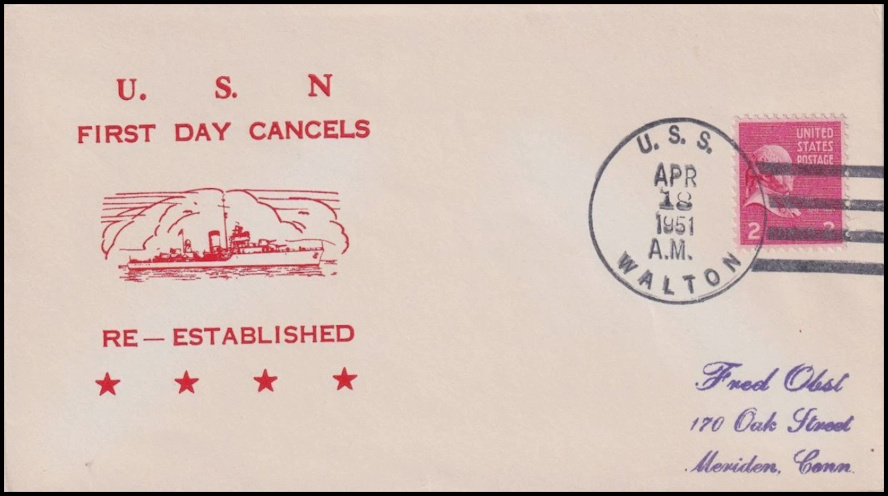 U. S. N
FIRST DAY CANCELS
RE—ESTABLISHED
U. S. S.
APR
18
1951
A.M.
WALTON
UNITED
STATES
POSTAGE
2 2
Fred Obst
170 Oak Street
Meriden, Conn.